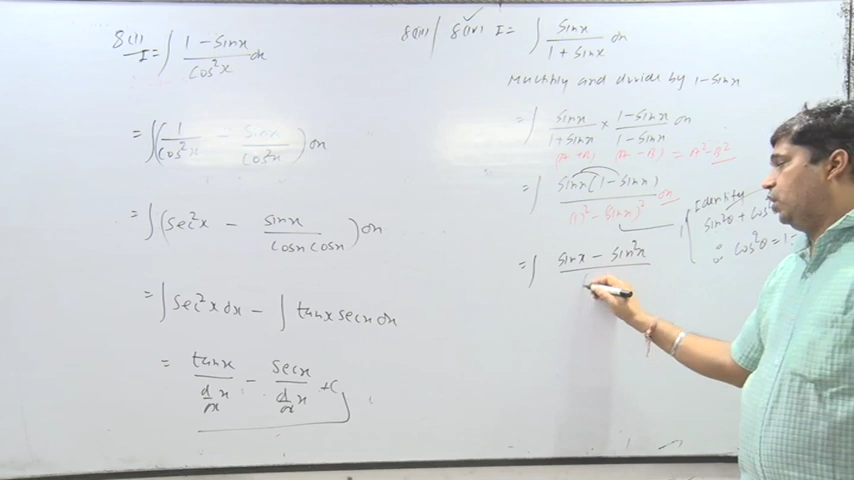 8(i) I = ∫ (1 - sinx)/(cos²x) dx
= ∫ (1/(cos²x) - sinx/(cos²x)) dx
= ∫ (sec²x - sinx/(cosx cosx)) dx
= ∫ sec²x dx - ∫ tanx secx dx
= tanx/(d/dx x) - secx/(d/dx x) + C
8(iii) / 8(iv) I = ∫ sinx/(1 + sinx) dx
Multiply and divide by 1 - sinx
= ∫ sinx/(1 + sinx) × (1 - sinx)/(1 - sinx) dx
(A + B) (A - B) = A² - B²
= ∫ sinx(1 - sinx)/((1)² - (sinx)²) dx
Identity
sin²θ + cos²
∴ cos²θ = 1 -
= ∫ sinx - sin²x